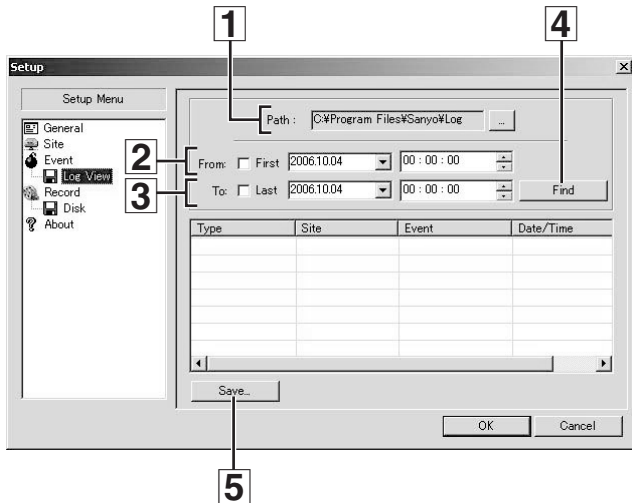 1
4
Setup
Setup Menu
General
Site
Event
Log View
Record
Disk
About
Path :
C:¥Program Files¥Sanyo¥Log
...
2
From:
First
2006.10.04
00 : 00 : 00
3
To:
Last
2006.10.04
00 : 00 : 00
Find
Type
Site
Event
Date/Time
Save...
OK
Cancel
5